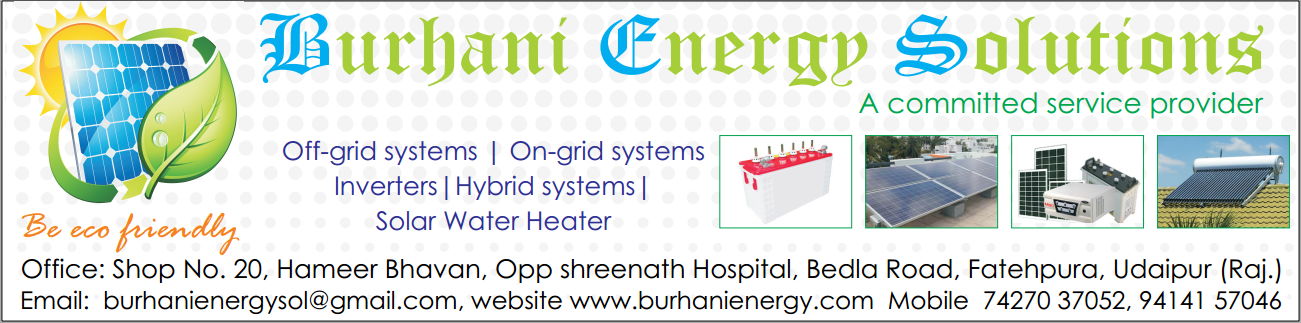 Burhani Energy Solutions
A committed service provider
Off-grid systems | On-grid systems
Inverters|Hybrid systems|
Solar Water Heater
Be eco friendly
Office: Shop No. 20, Hameer Bhavan, Opp shreenath Hospital, Bedla Road, Fatehpura, Udaipur (Raj.)
Email: burhanienergysol@gmail.com, website www.burhanienergy.com Mobile 74270 37052, 94141 57046